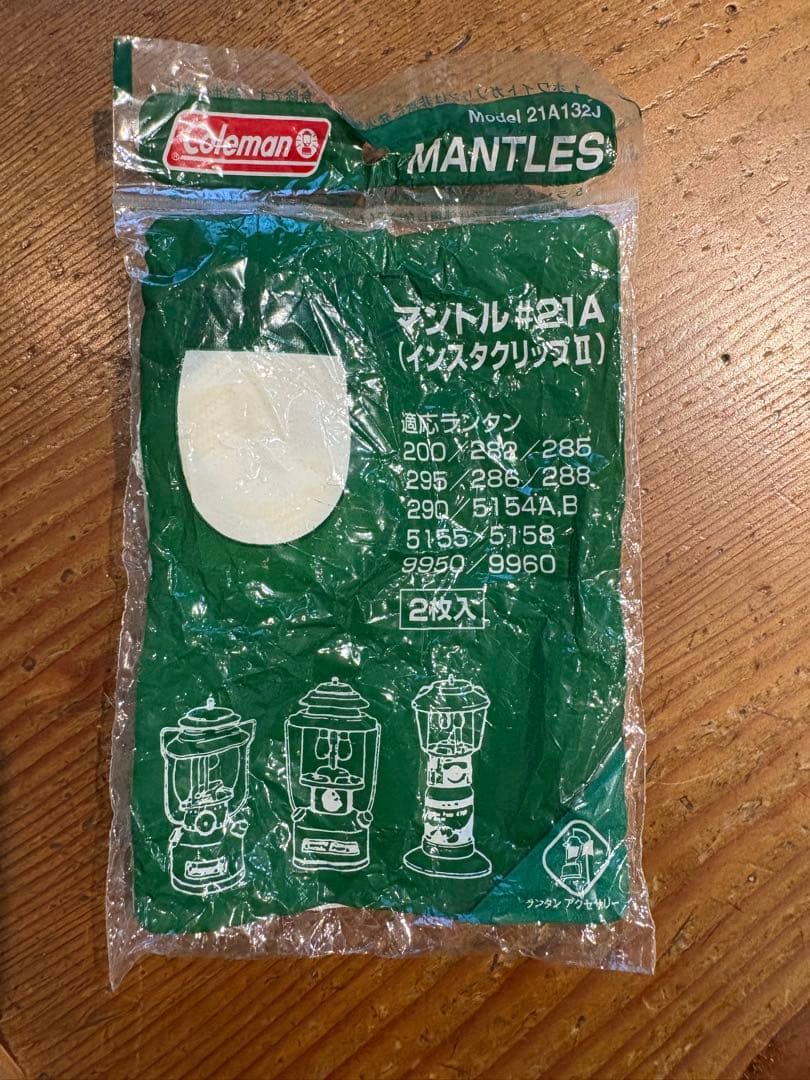 Coleman
Model 21A132J
MANTLES
マントル #21A
(インスタクリップⅡ)
適応ランタン
200/282/285
295/286/288
290/5154A,B
5155/5158
9950/9960
2枚入
ランタン アクセサリー